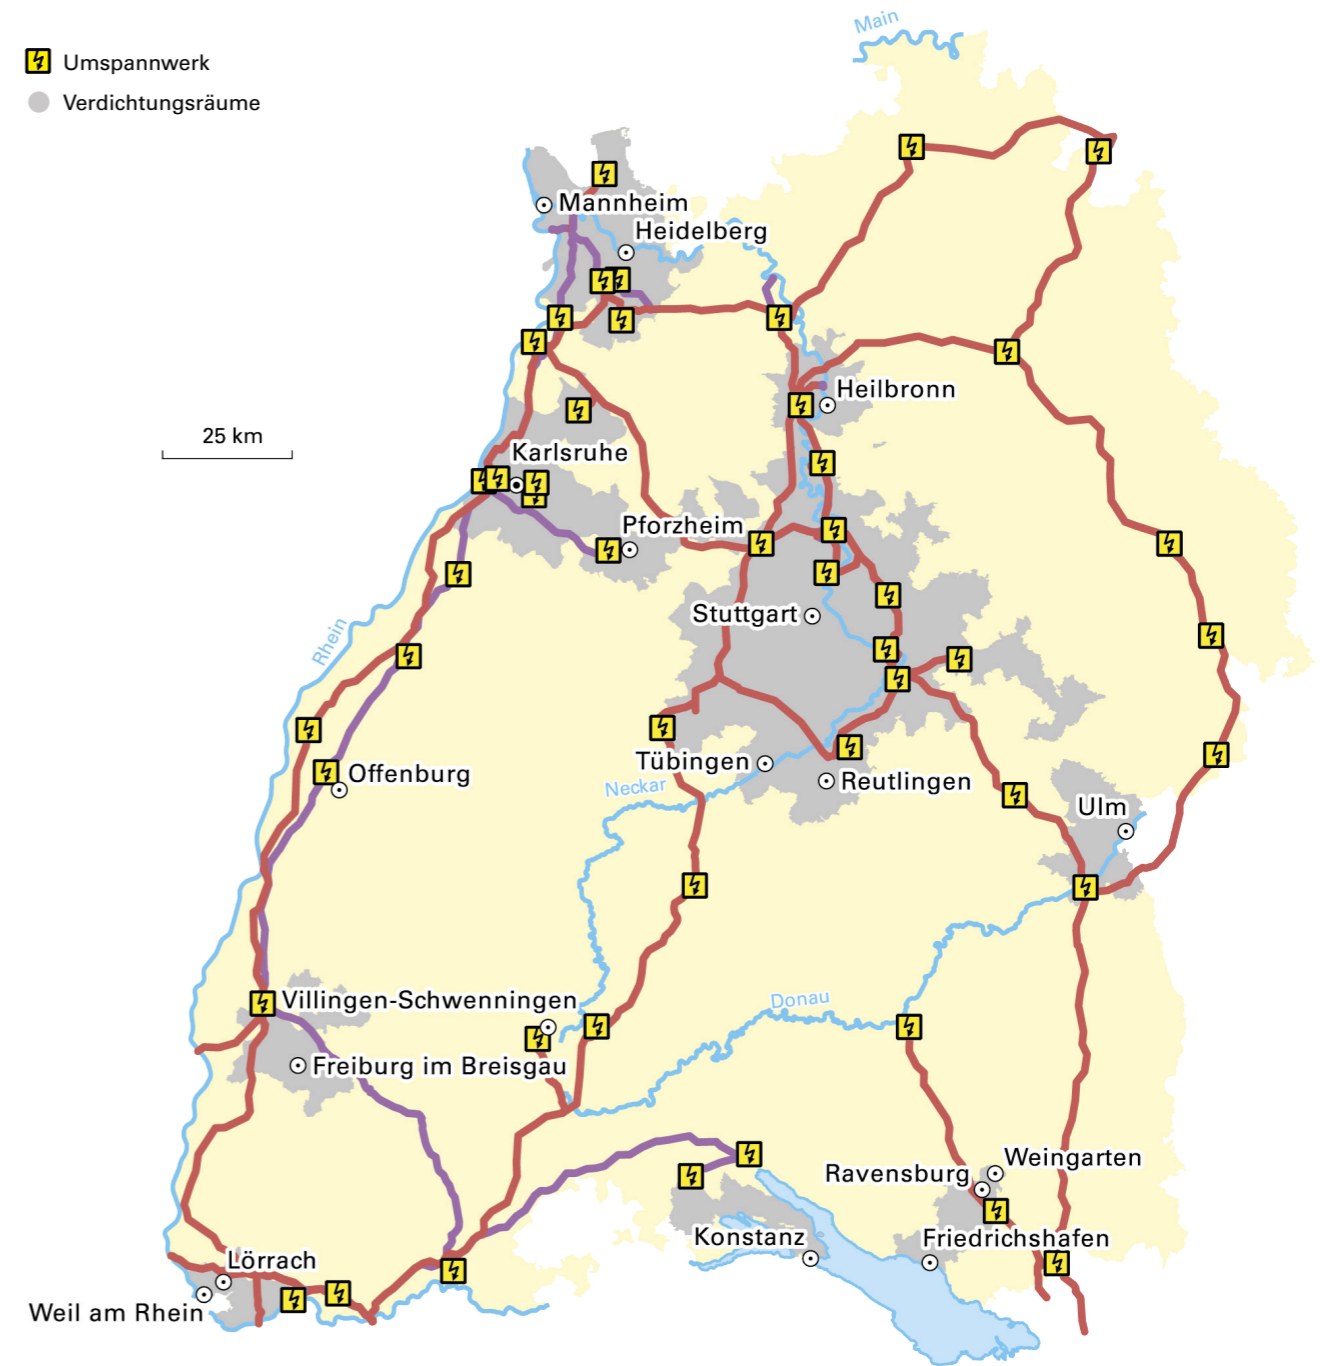 Main
Umspannwerk
Verdichtungsräume
Mannheim
Heidelberg
Heilbronn
25 km
Karlsruhe
Pforzheim
Stuttgart
Rhein
Tübingen
Offenburg
Reutlingen
Neckar
Ulm
Villingen-Schwenningen
Donau
Freiburg im Breisgau
Weingarten
Ravensburg
Konstanz
Friedrichshafen
Lörrach
Weil am Rhein